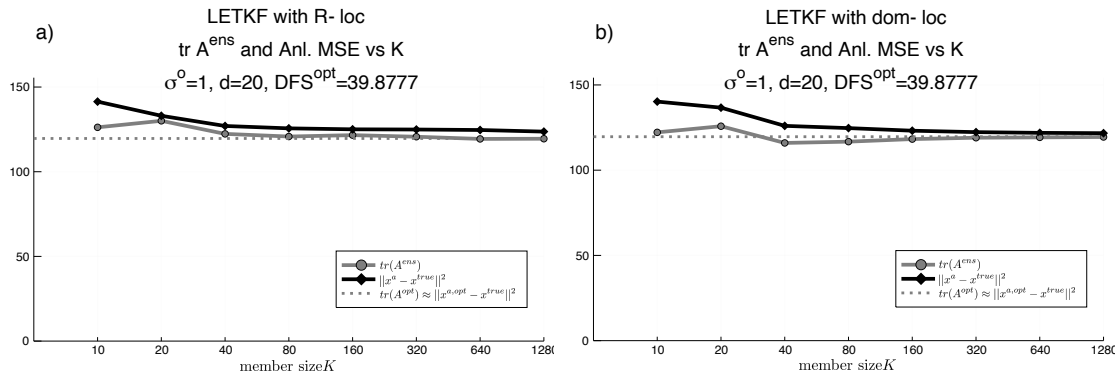 LETKF with R- loc
a)
tr A^ens and Anl. MSE vs K
σ^o=1, d=20, DFS^opt=39.8777
150
100
50
0
tr(A^{ens})
||x^a − x^{true}||^2
tr(A^{opt}) ≈ ||x^{a,opt} − x^{true}||^2
10 20 40 80 160 320 640 1280
member sizeK
LETKF with dom- loc
b)
tr A^ens and Anl. MSE vs K
σ^o=1, d=20, DFS^opt=39.8777
150
100
50
0
tr(A^{ens})
||x^a − x^{true}||^2
tr(A^{opt}) ≈ ||x^{a,opt} − x^{true}||^2
10 20 40 80 160 320 640 1280
member sizeK